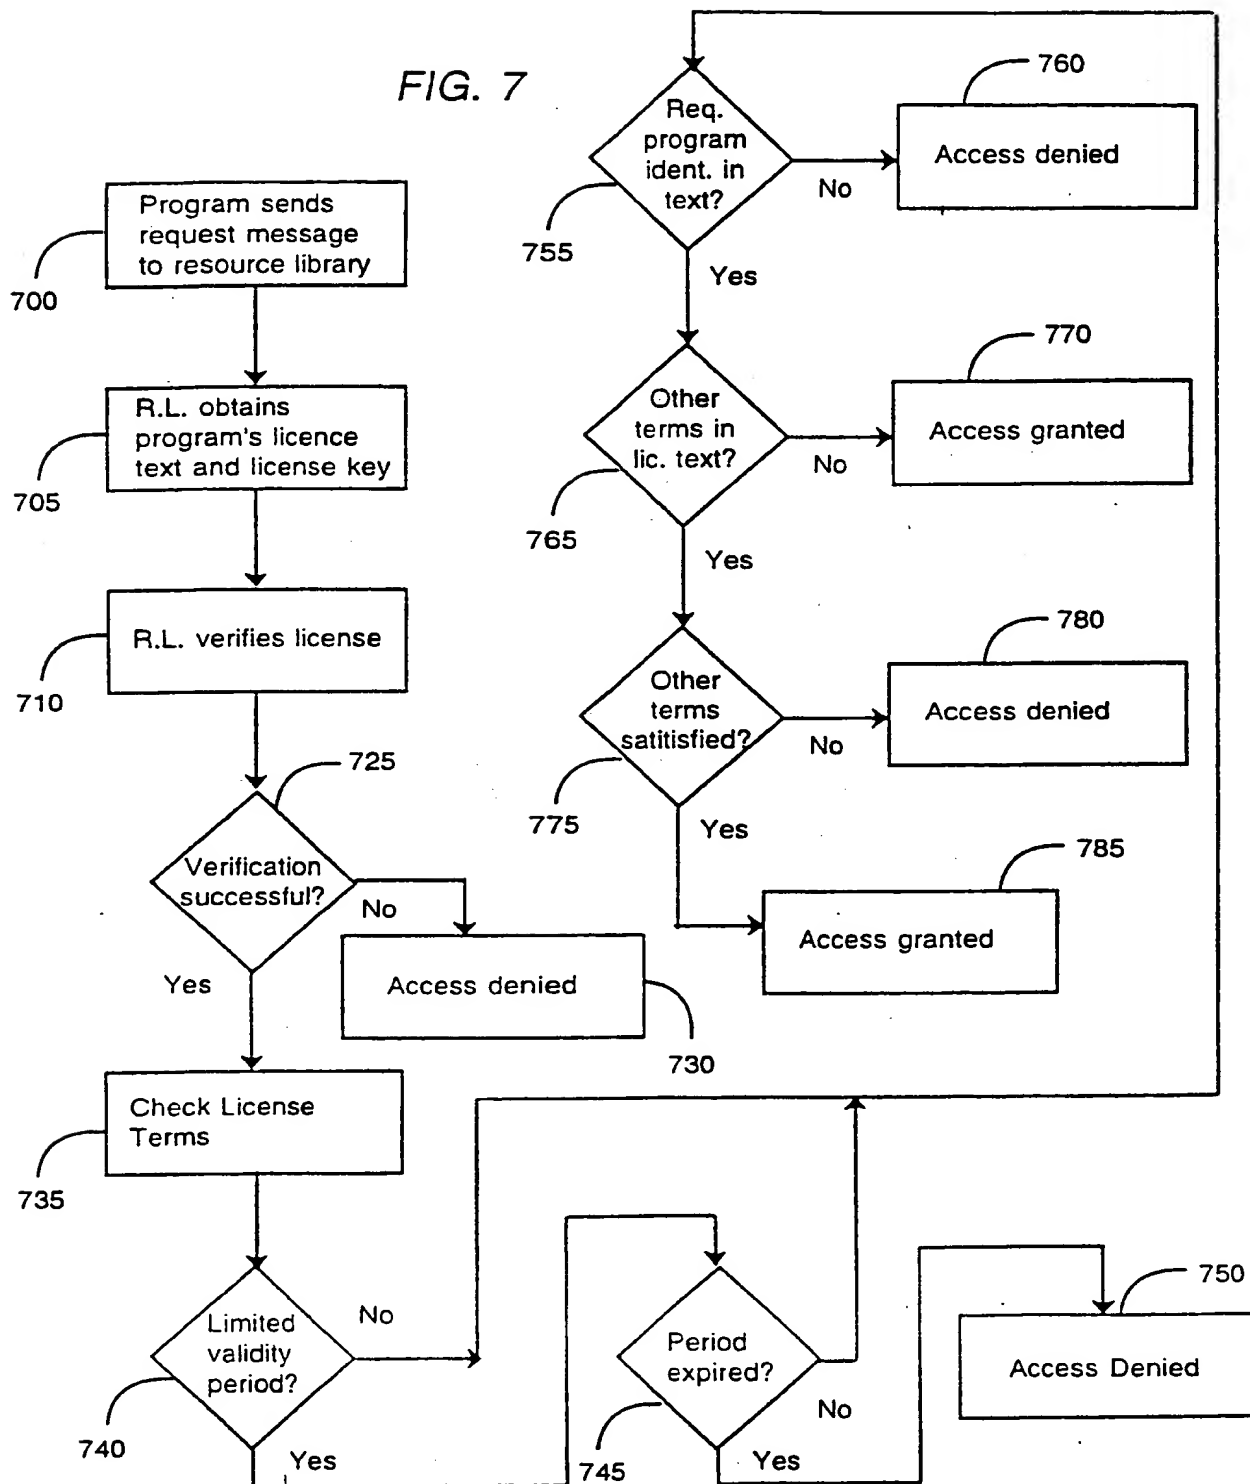 FIG. 7
Program sends
request message
to resource library
700
R.L. obtains
program's licence
text and license key
705
R.L. verifies license
710
725
Verification
successful?
No
Yes
Access denied
730
Check License
Terms
735
Limited
validity
period?
No
740
Yes
Period
expired?
No
745
Yes
750
Access Denied
Req.
program
ident. in
text?
755
No
760
Access denied
Yes
Other
terms in
lic. text?
765
No
770
Access granted
Yes
Other
terms
satitisfied?
775
No
780
Access denied
Yes
785
Access granted